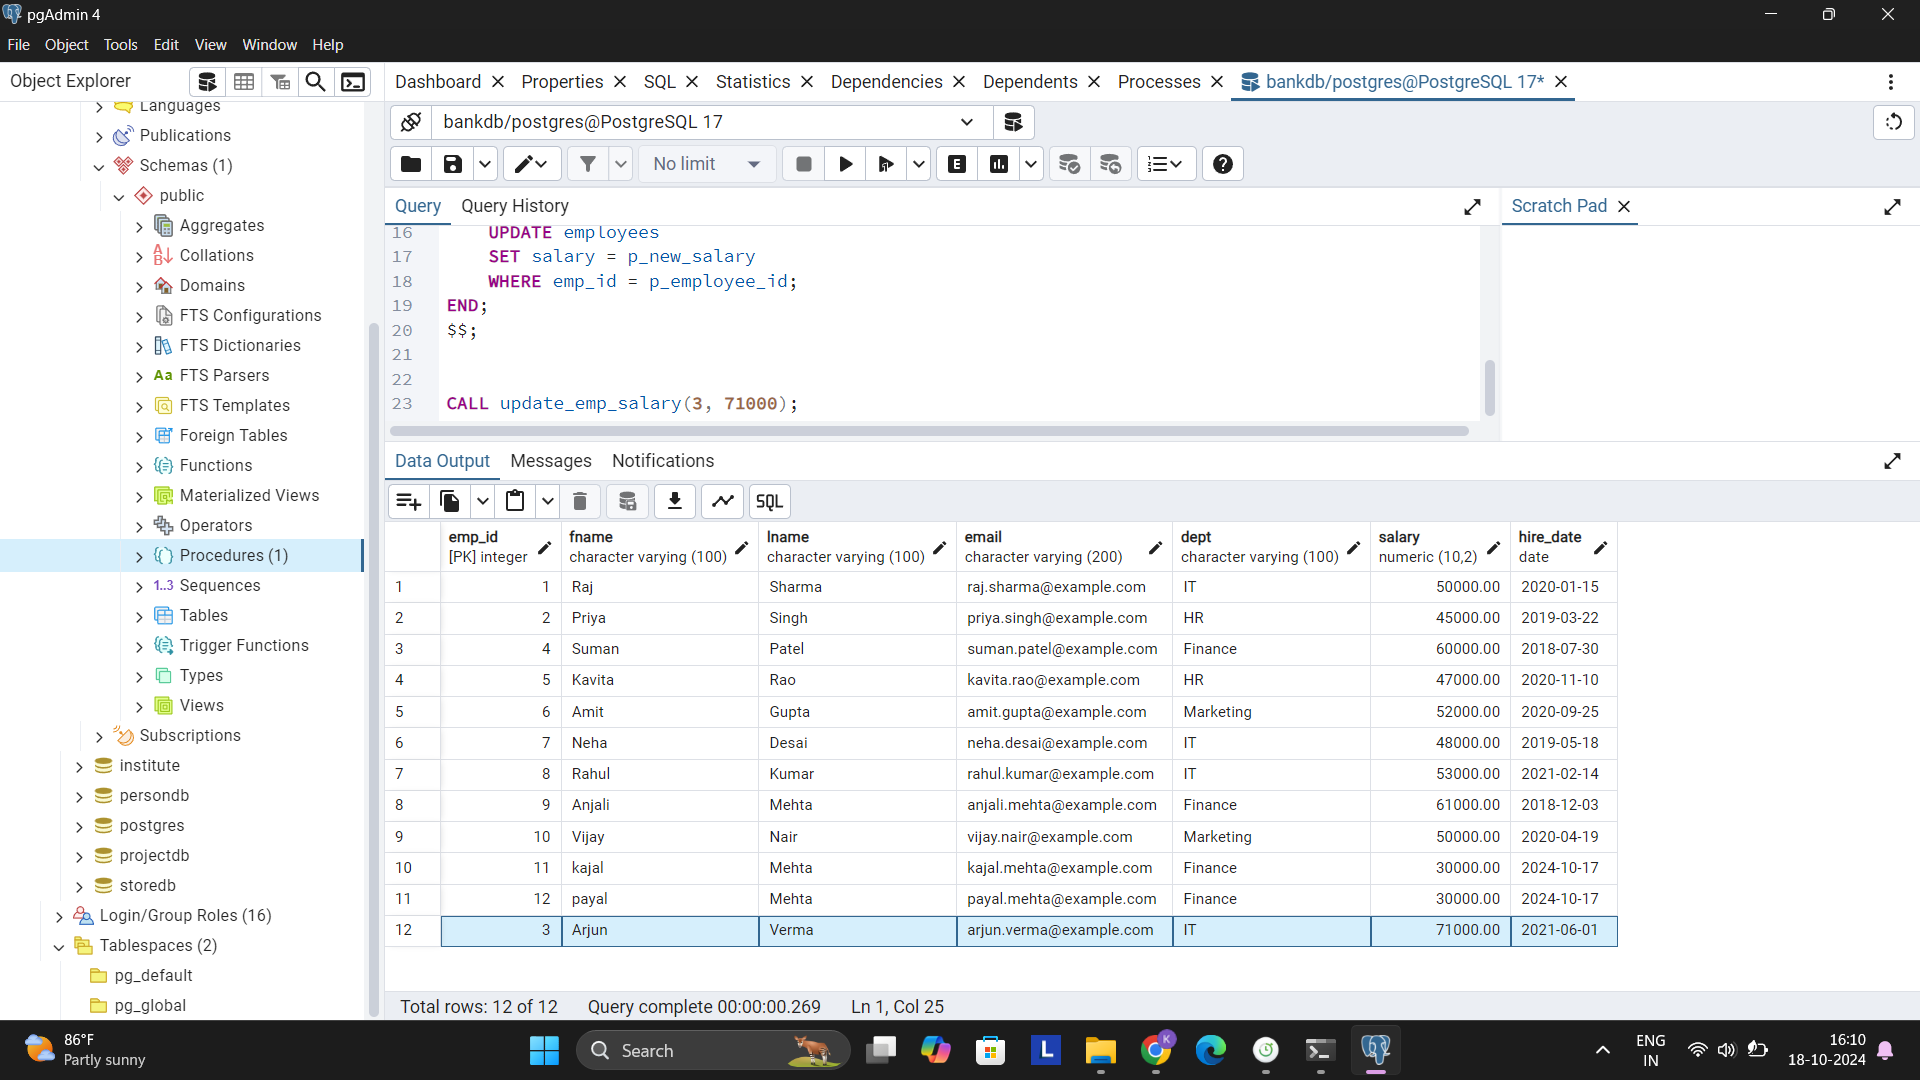 pgAdmin 4
File Object Tools Edit View Window Help
Object Explorer
Languages
Publications
Schemas (1)
public
Aggregates
Collations
Domains
FTS Configurations
FTS Dictionaries
Aa FTS Parsers
FTS Templates
Foreign Tables
Functions
Materialized Views
Operators
Procedures (1)
1..3 Sequences
Tables
Trigger Functions
Types
Views
Subscriptions
institute
persondb
postgres
projectdb
storedb
Login/Group Roles (16)
Tablespaces (2)
pg_default
pg_global
Dashboard Properties SQL Statistics Dependencies Dependents Processes bankdb/postgres@PostgreSQL 17*
bankdb/postgres@PostgreSQL 17
No limit E
Query Query History
Scratch Pad
16 UPDATE employees
17 SET salary = p_new_salary
18 WHERE emp_id = p_employee_id;
19 END;
20 $$;
21
22
23 CALL update_emp_salary(3, 71000);
Data Output Messages Notifications
SQL
emp_id fname lname email dept salary hire_date
[PK] integer character varying (100) character varying (100) character varying (200) character varying (100) numeric (10,2) date
1 1 Raj Sharma raj.sharma@example.com IT 50000.00 2020-01-15
2 2 Priya Singh priya.singh@example.com HR 45000.00 2019-03-22
3 4 Suman Patel suman.patel@example.com Finance 60000.00 2018-07-30
4 5 Kavita Rao kavita.rao@example.com HR 47000.00 2020-11-10
5 6 Amit Gupta amit.gupta@example.com Marketing 52000.00 2020-09-25
6 7 Neha Desai neha.desai@example.com IT 48000.00 2019-05-18
7 8 Rahul Kumar rahul.kumar@example.com IT 53000.00 2021-02-14
8 9 Anjali Mehta anjali.mehta@example.com Finance 61000.00 2018-12-03
9 10 Vijay Nair vijay.nair@example.com Marketing 50000.00 2020-04-19
10 11 kajal Mehta kajal.mehta@example.com Finance 30000.00 2024-10-17
11 12 payal Mehta payal.mehta@example.com Finance 30000.00 2024-10-17
12 3 Arjun Verma arjun.verma@example.com IT 71000.00 2021-06-01
Total rows: 12 of 12 Query complete 00:00:00.269 Ln 1, Col 25
86°F
Partly sunny
Search
L
K
ENG
IN
16:10
18-10-2024